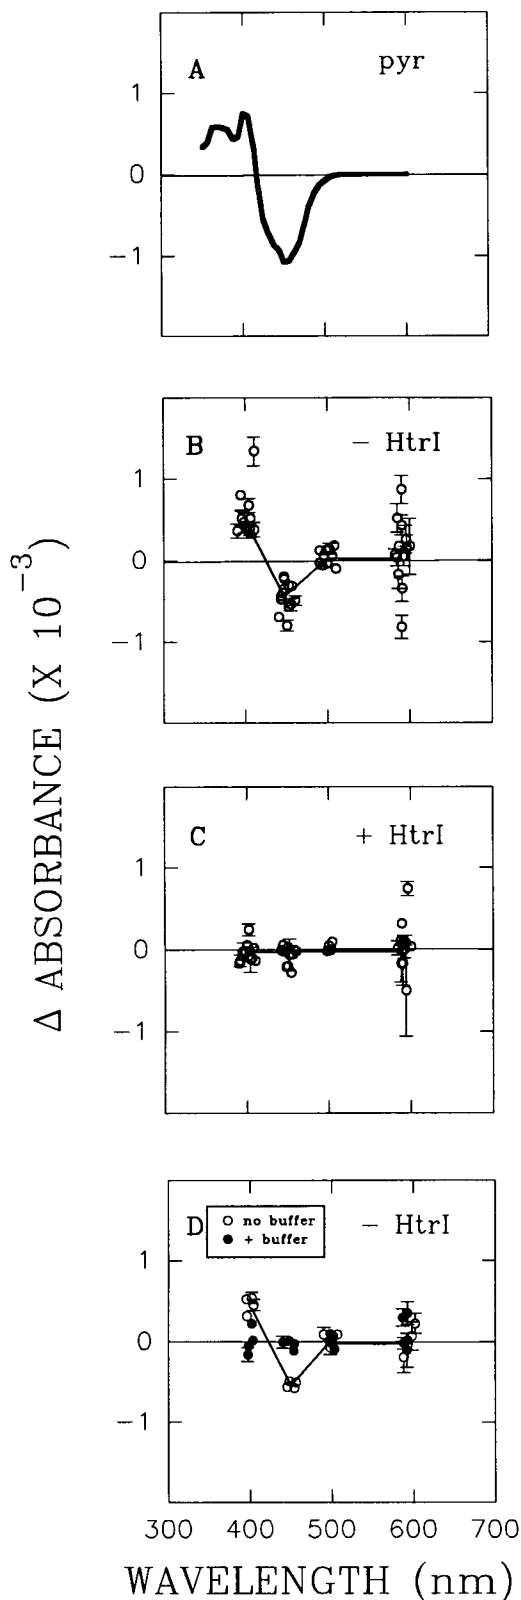 A pyr
1
0
−1
B − HtrI
1
0
−1
C + HtrI
1
0
−1
D − HtrI
○ no buffer
● + buffer
1
0
−1
300 400 500 600 700
WAVELENGTH (nm)
Δ ABSORBANCE (X 10⁻³)